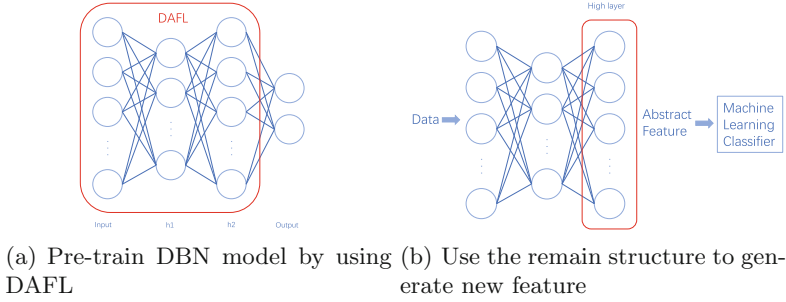 DAFL
Input
h1
h2
Output
(a) Pre-train DBN model by using
DAFL
High layer
Data
Abstract
Feature
Machine
Learning
Classifier
(b) Use the remain structure to gen-
erate new feature